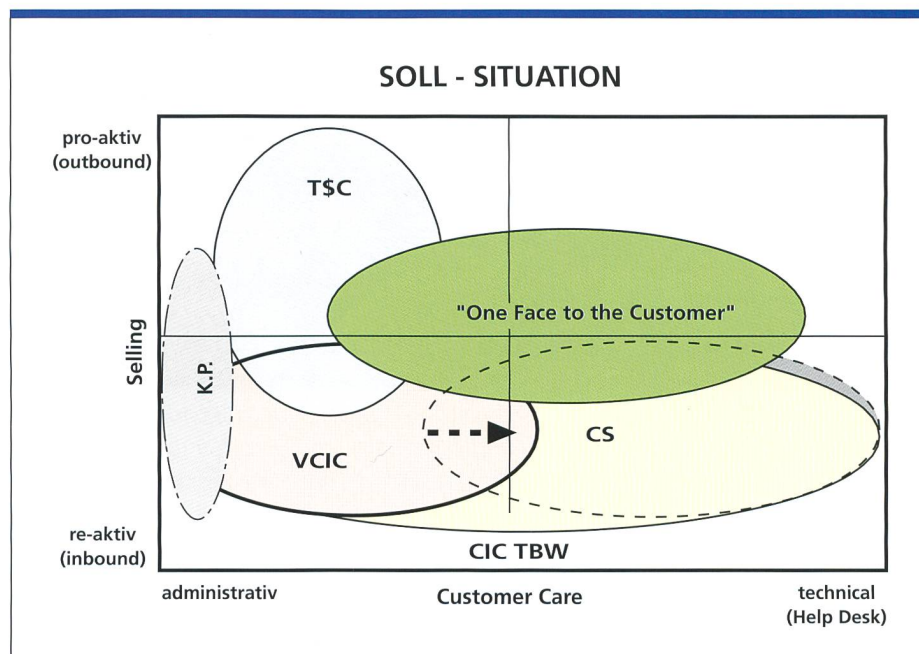 SOLL - SITUATION
pro-aktiv
(outbound)
T$C
"One Face to the Customer"
Selling
K.P.
CS
VCIC
re-aktiv
(inbound)
CIC TBW
administrativ
Customer Care
technical
(Help Desk)